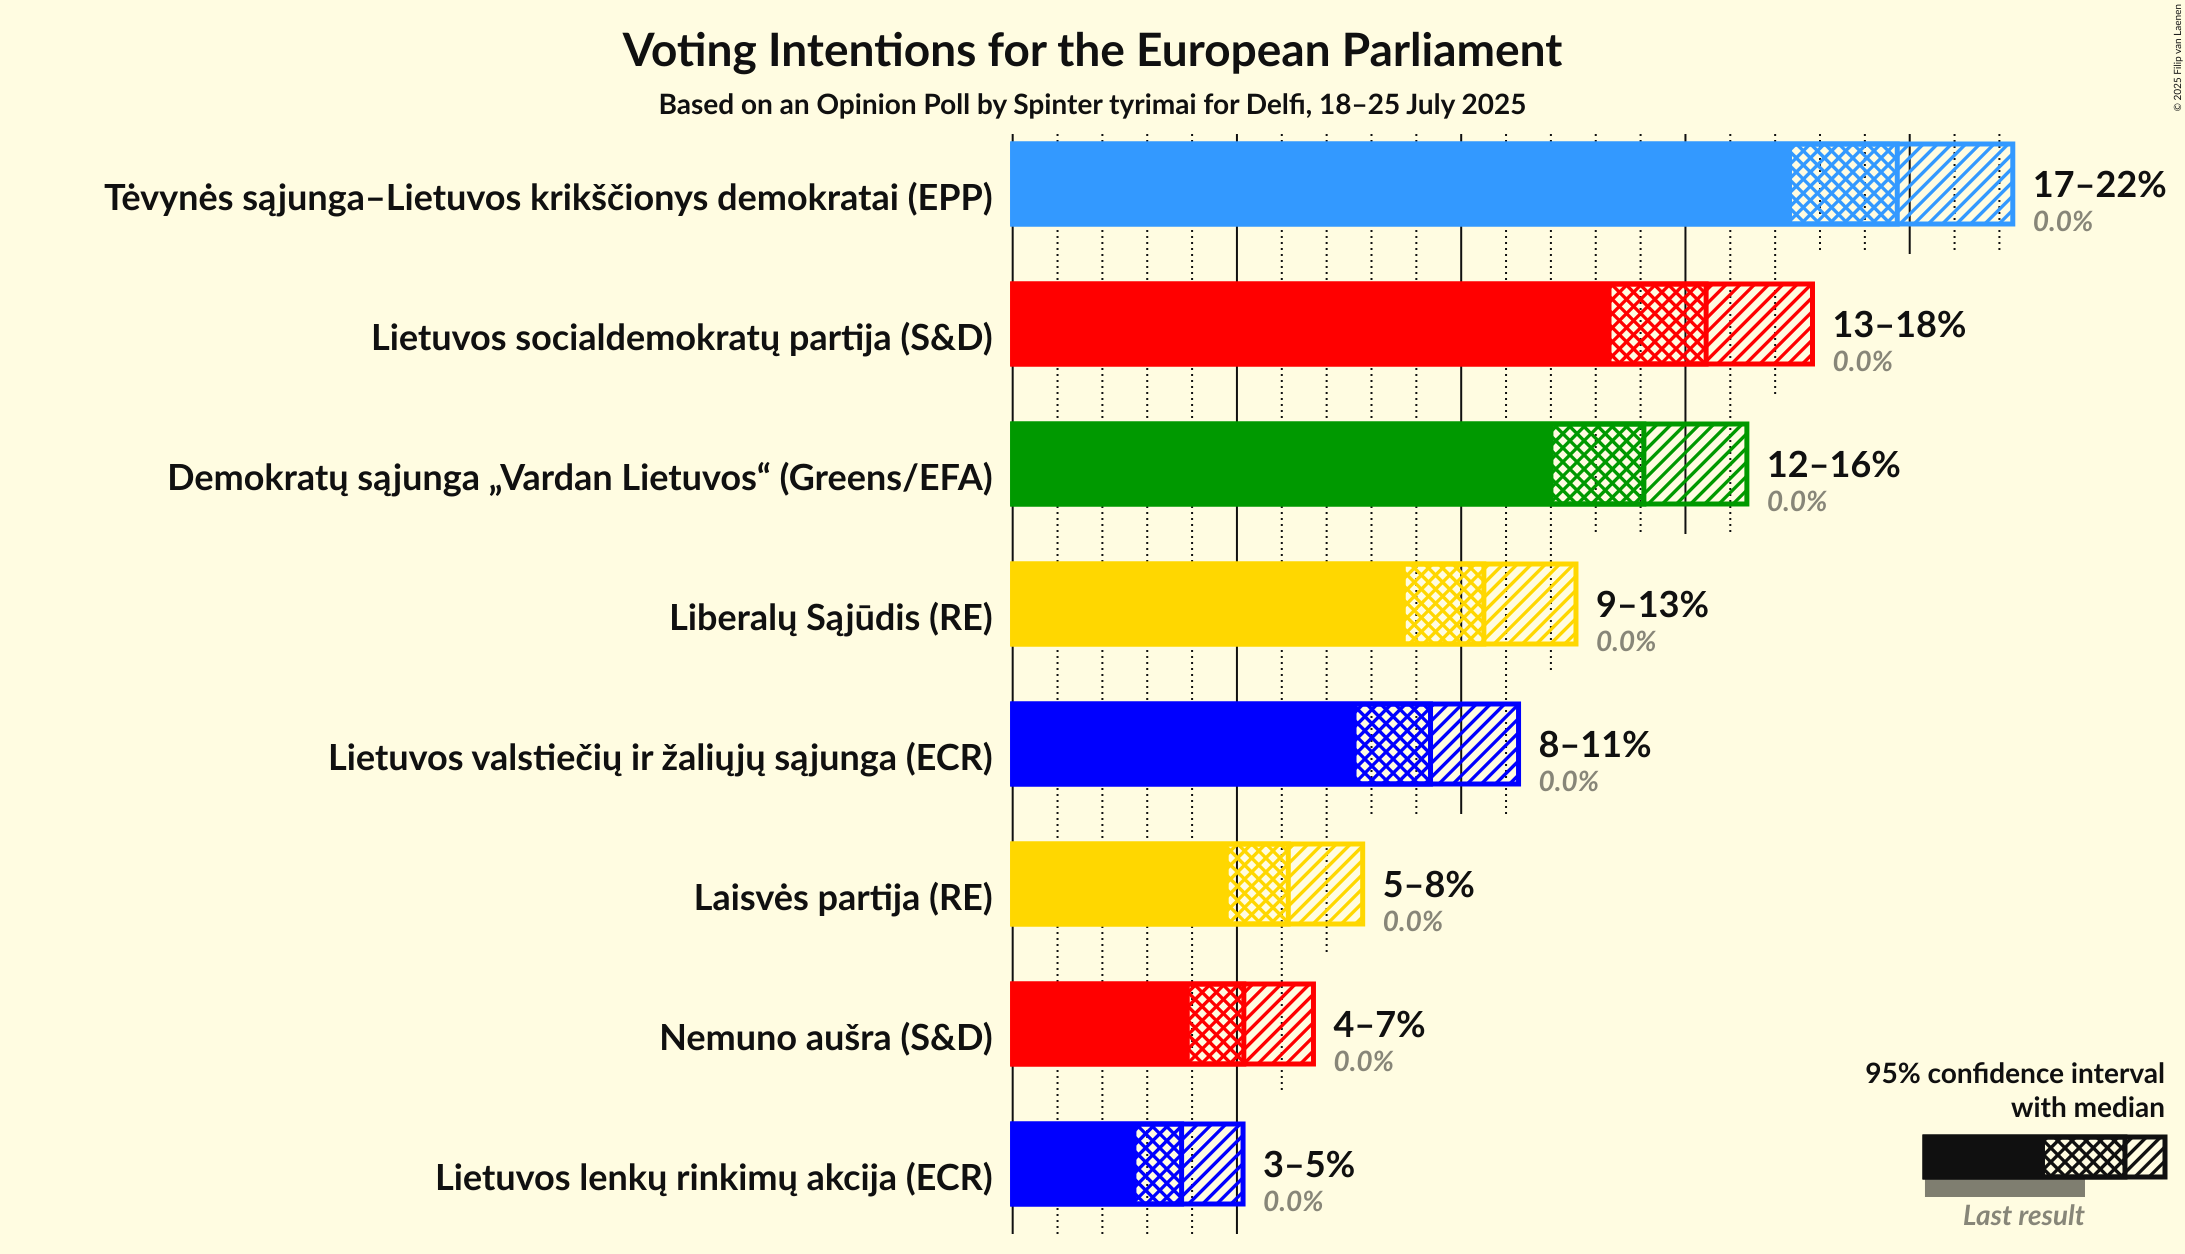 Voting Intentions for the European Parliament
Based on an Opinion Poll by Spinter tyrimai for Delfi, 18–25 July 2025
© 2025 Filip van Laenen
Tėvynės sąjunga–Lietuvos krikščionys demokratai (EPP)
17–22%
0.0%
Lietuvos socialdemokratų partija (S&D)
13–18%
0.0%
Demokratų sąjunga „Vardan Lietuvos“ (Greens/EFA)
12–16%
0.0%
Liberalų Sąjūdis (RE)
9–13%
0.0%
Lietuvos valstiečių ir žaliųjų sąjunga (ECR)
8–11%
0.0%
Laisvės partija (RE)
5–8%
0.0%
Nemuno aušra (S&D)
4–7%
0.0%
Lietuvos lenkų rinkimų akcija (ECR)
3–5%
0.0%
95% confidence interval
with median
Last result